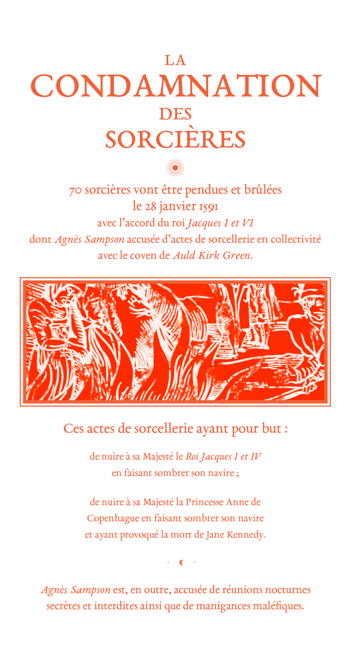 LA
CONDAMNATION
DES
SORCIÈRES
70 sorcières vont être pendues et brûlées
le 28 janvier 1591
avec l’accord du roi Jacques I et VI
dont Agnès Sampson accusée d’actes de sorcellerie en collectivité
avec le coven de Auld Kirk Green.
Ces actes de sorcellerie ayant pour but :
de nuire à sa Majesté le Roi Jacques I et IV
en faisant sombrer son navire ;
de nuire à sa Majesté la Princesse Anne de
Copenhague en faisant sombrer son navire
et ayant provoqué la mort de Jane Kennedy.
Agnès Sampson est, en outre, accusée de réunions nocturnes
secrètes et interdites ainsi que de manigances maléfiques.